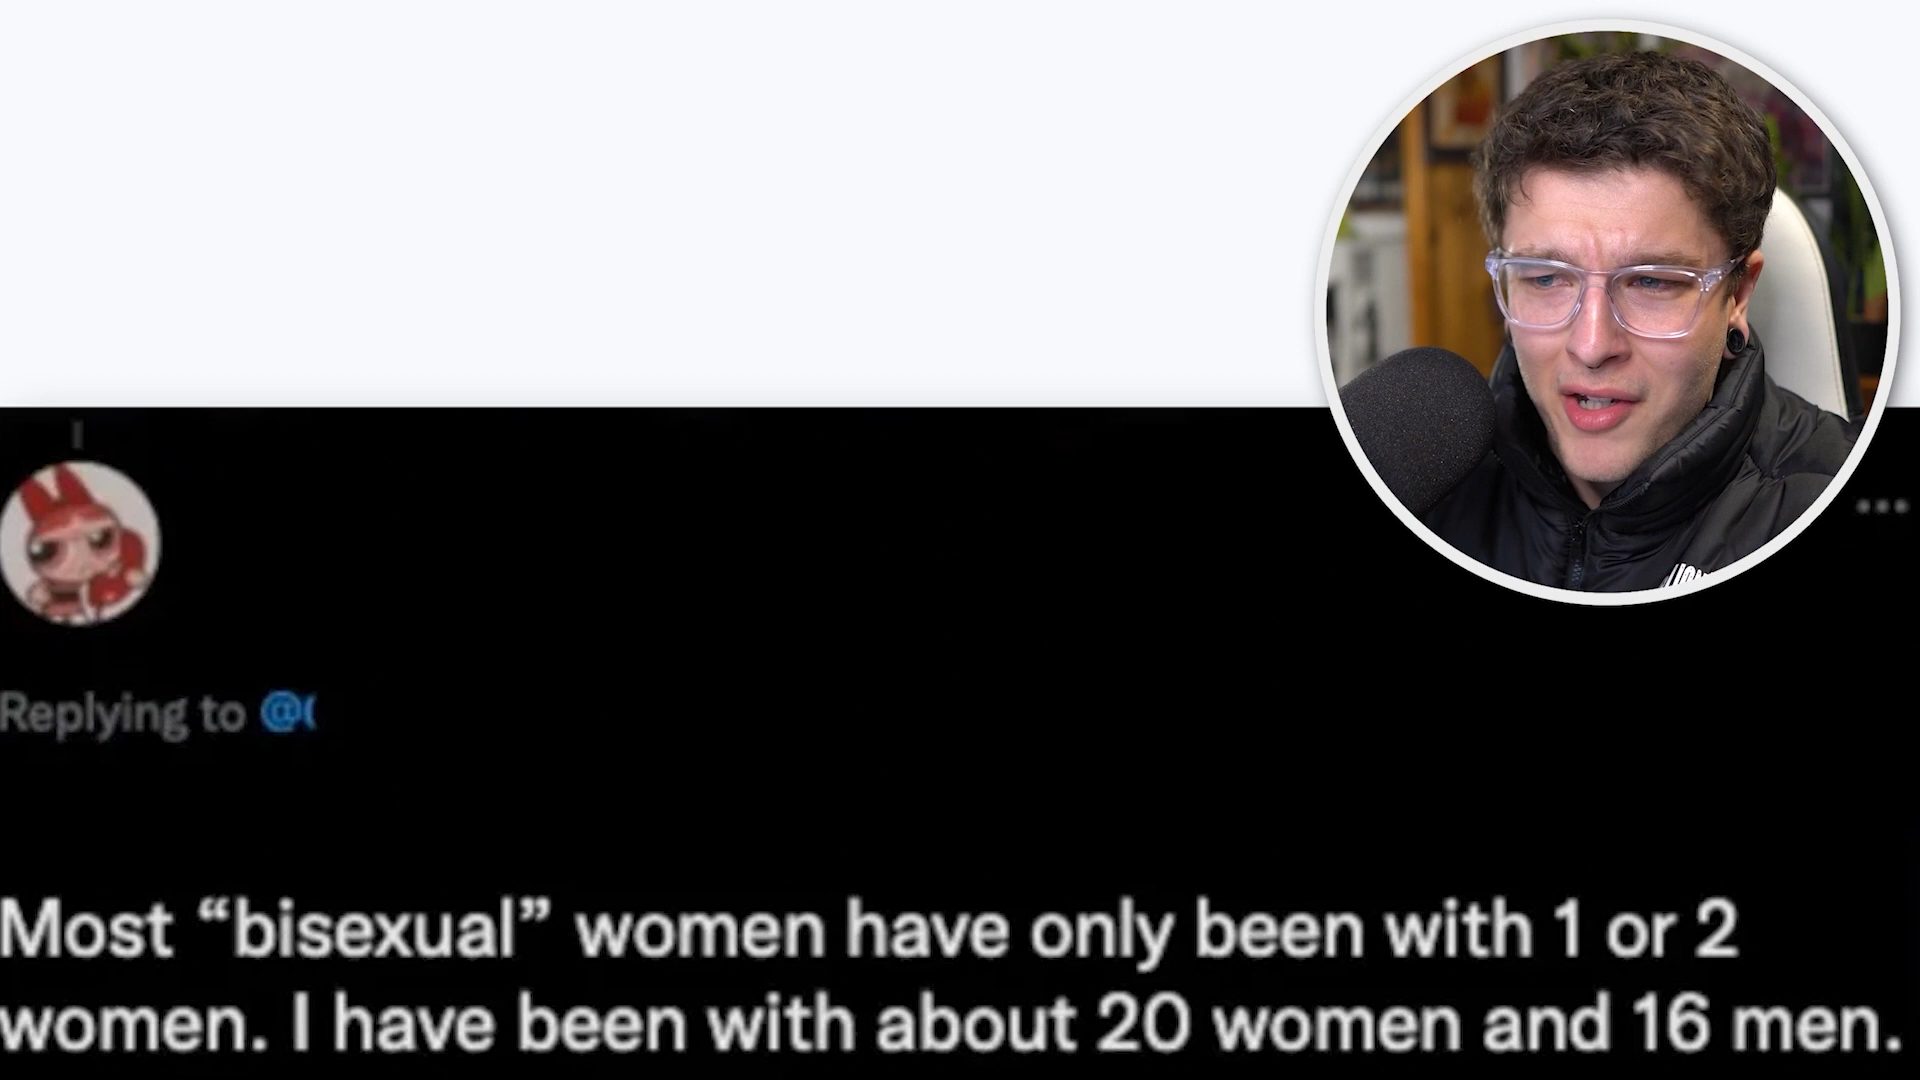 Replying to @
Most “bisexual” women have only been with 1 or 2
women. I have been with about 20 women and 16 men.